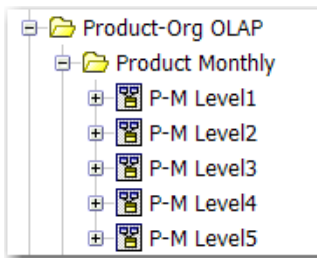 Product-Org OLAP
Product Monthly
P-M Level1
P-M Level2
P-M Level3
P-M Level4
P-M Level5